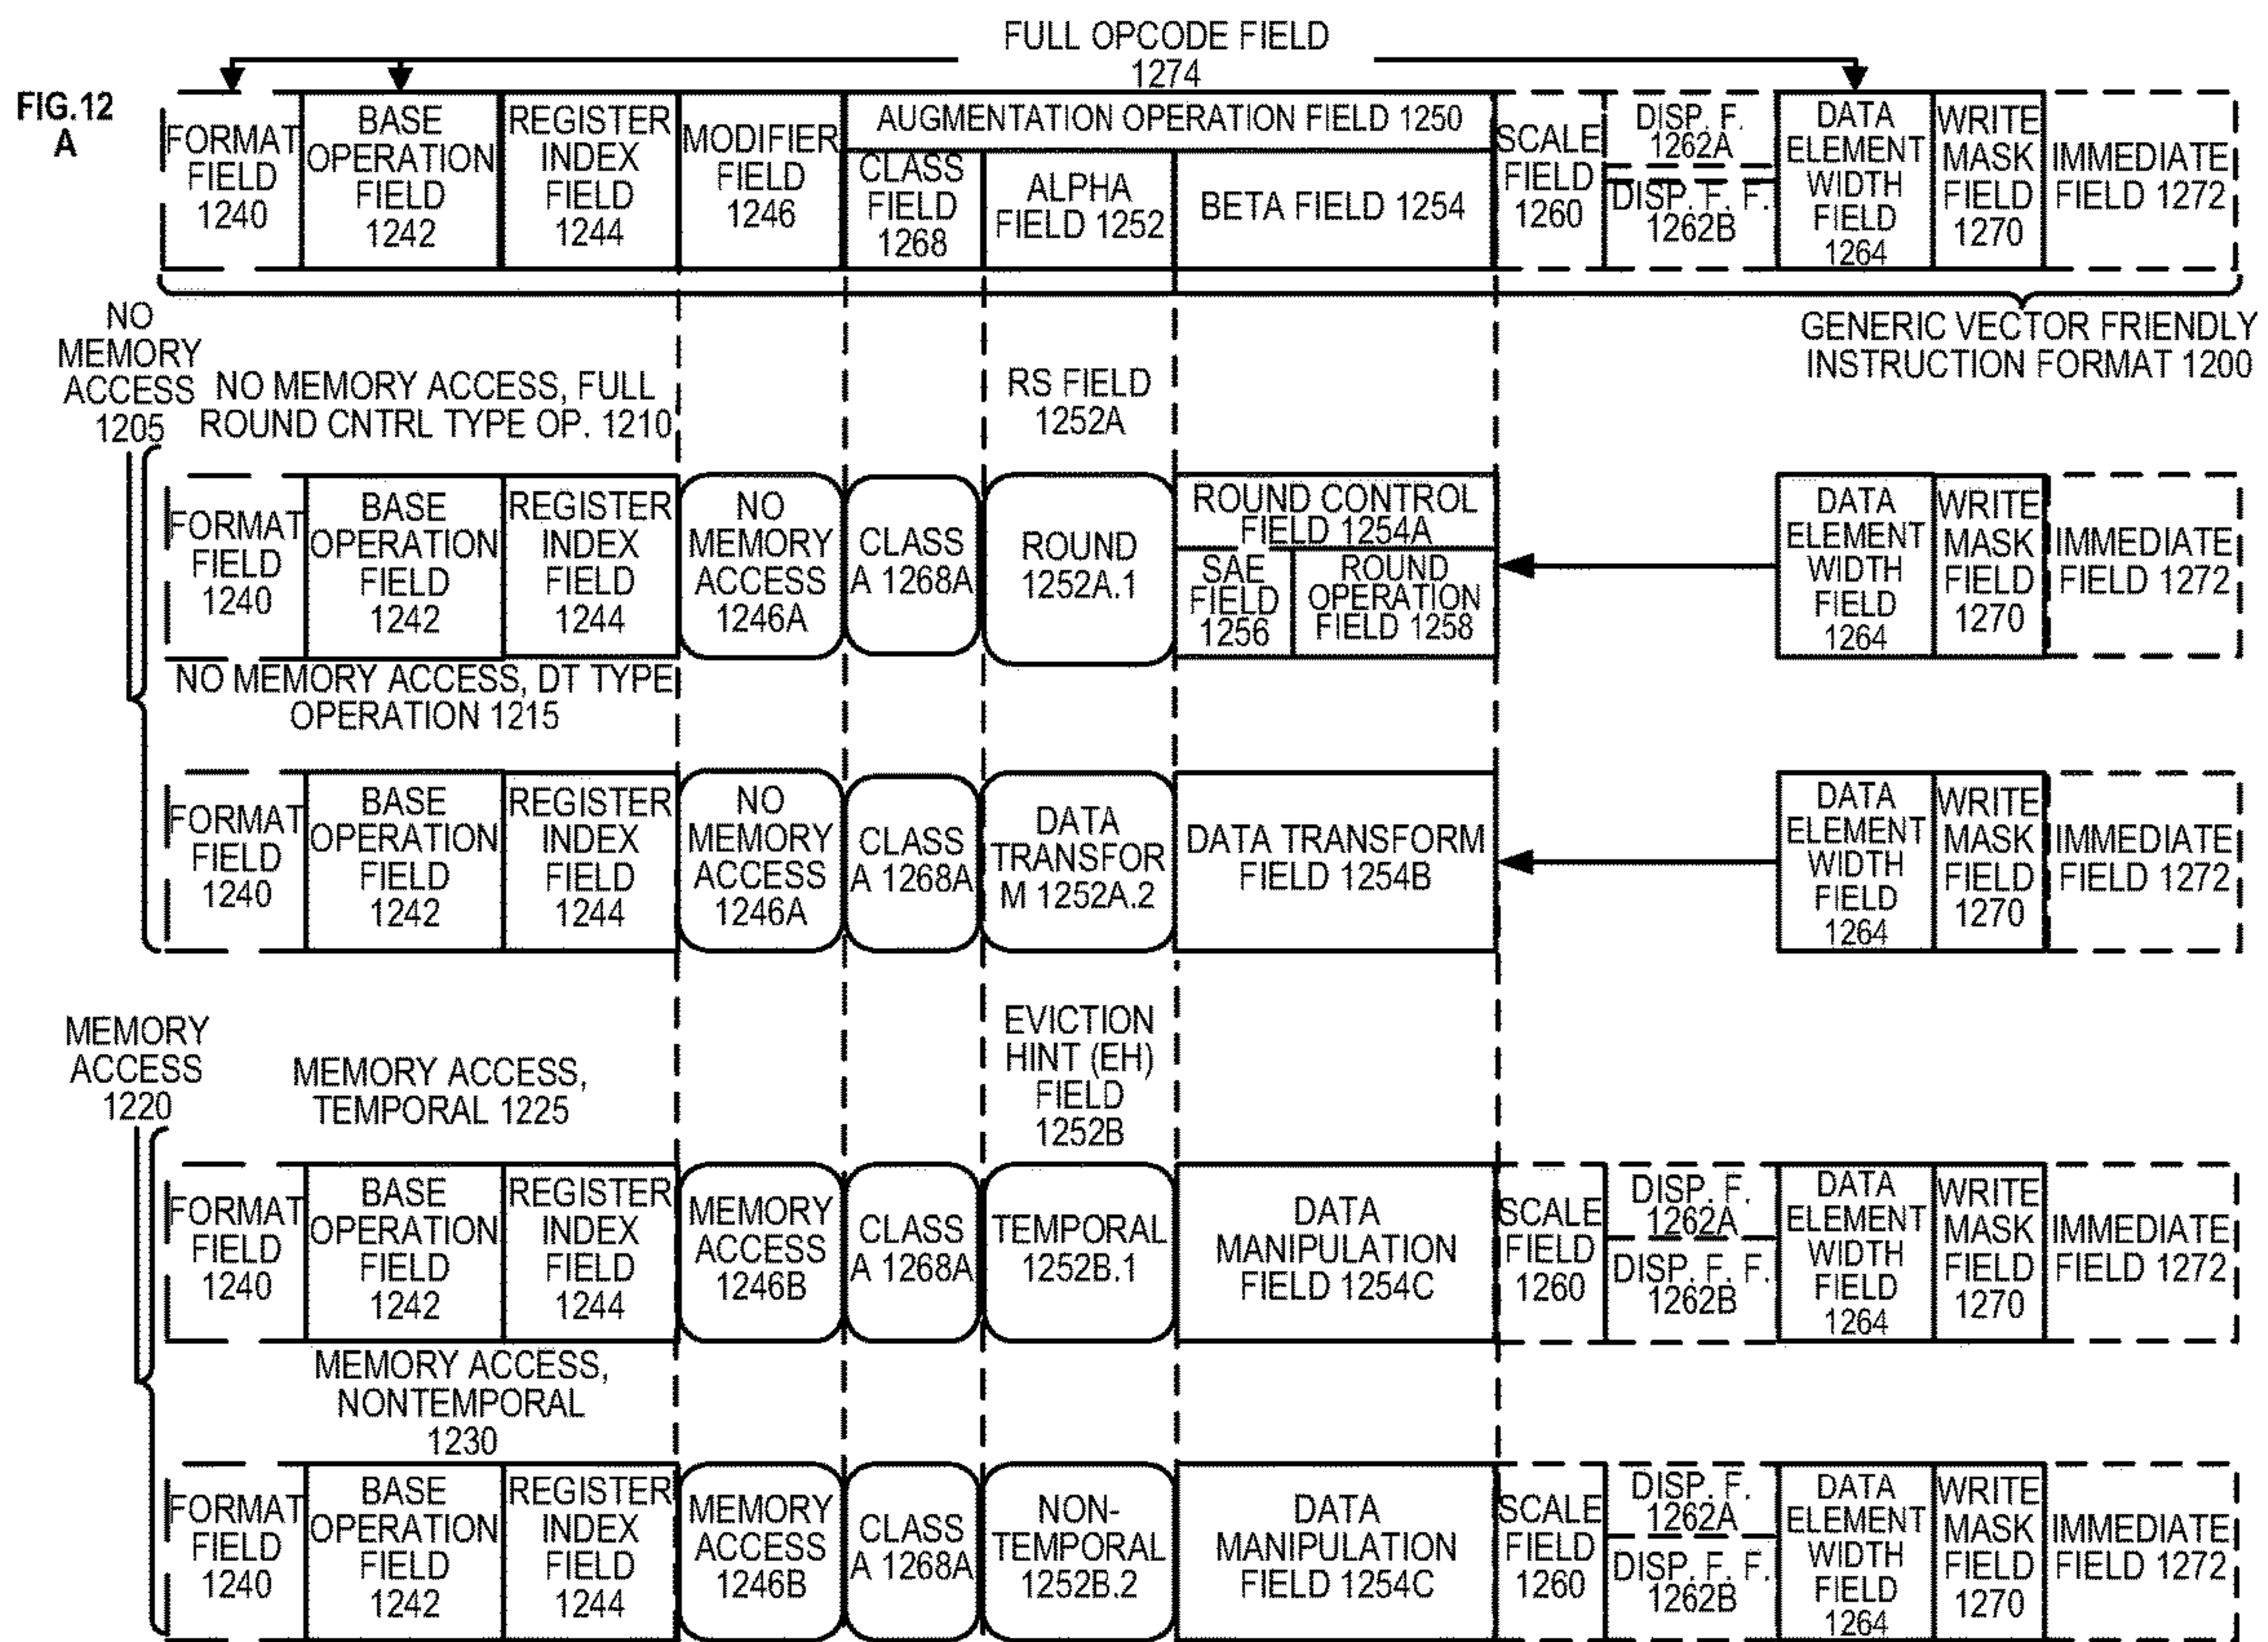 FULL OPCODE FIELD
1274
FIG.12
A
FORMAT
FIELD
1240
BASE
OPERATION
FIELD
1242
REGISTER
INDEX
FIELD
1244
MODIFIER
FIELD
1246
AUGMENTATION OPERATION FIELD 1250
CLASS
FIELD
1268
ALPHA
FIELD 1252
BETA FIELD 1254
SCALE
FIELD
1260
DISP. F.
1262A
DISP. F. F.
1262B
DATA
ELEMENT
WIDTH
FIELD
1264
WRITE
MASK
FIELD
1270
IMMEDIATE
FIELD 1272
GENERIC VECTOR FRIENDLY
INSTRUCTION FORMAT 1200
NO
MEMORY
ACCESS
1205
NO MEMORY ACCESS, FULL
ROUND CNTRL TYPE OP. 1210
RS FIELD
1252A
FORMAT
FIELD
1240
BASE
OPERATION
FIELD
1242
REGISTER
INDEX
FIELD
1244
NO
MEMORY
ACCESS
1246A
CLASS
A 1268A
ROUND
1252A.1
ROUND CONTROL
FIELD 1254A
SAE
FIELD
1256
ROUND
OPERATION
FIELD 1258
DATA
ELEMENT
WIDTH
FIELD
1264
WRITE
MASK
FIELD
1270
IMMEDIATE
FIELD 1272
NO MEMORY ACCESS, DT TYPE
OPERATION 1215
FORMAT
FIELD
1240
BASE
OPERATION
FIELD
1242
REGISTER
INDEX
FIELD
1244
NO
MEMORY
ACCESS
1246A
CLASS
A 1268A
DATA
TRANSFOR
M 1252A.2
DATA TRANSFORM
FIELD 1254B
DATA
ELEMENT
WIDTH
FIELD
1264
WRITE
MASK
FIELD
1270
IMMEDIATE
FIELD 1272
MEMORY
ACCESS
1220
MEMORY ACCESS,
TEMPORAL 1225
EVICTION
HINT (EH)
FIELD
1252B
FORMAT
FIELD
1240
BASE
OPERATION
FIELD
1242
REGISTER
INDEX
FIELD
1244
MEMORY
ACCESS
1246B
CLASS
A 1268A
TEMPORAL
1252B.1
DATA
MANIPULATION
FIELD 1254C
SCALE
FIELD
1260
DISP. F.
1262A
DISP. F. F.
1262B
DATA
ELEMENT
WIDTH
FIELD
1264
WRITE
MASK
FIELD
1270
IMMEDIATE
FIELD 1272
MEMORY ACCESS,
NONTEMPORAL
1230
FORMAT
FIELD
1240
BASE
OPERATION
FIELD
1242
REGISTER
INDEX
FIELD
1244
MEMORY
ACCESS
1246B
CLASS
A 1268A
NON-
TEMPORAL
1252B.2
DATA
MANIPULATION
FIELD 1254C
SCALE
FIELD
1260
DISP. F.
1262A
DISP. F. F.
1262B
DATA
ELEMENT
WIDTH
FIELD
1264
WRITE
MASK
FIELD
1270
IMMEDIATE
FIELD 1272